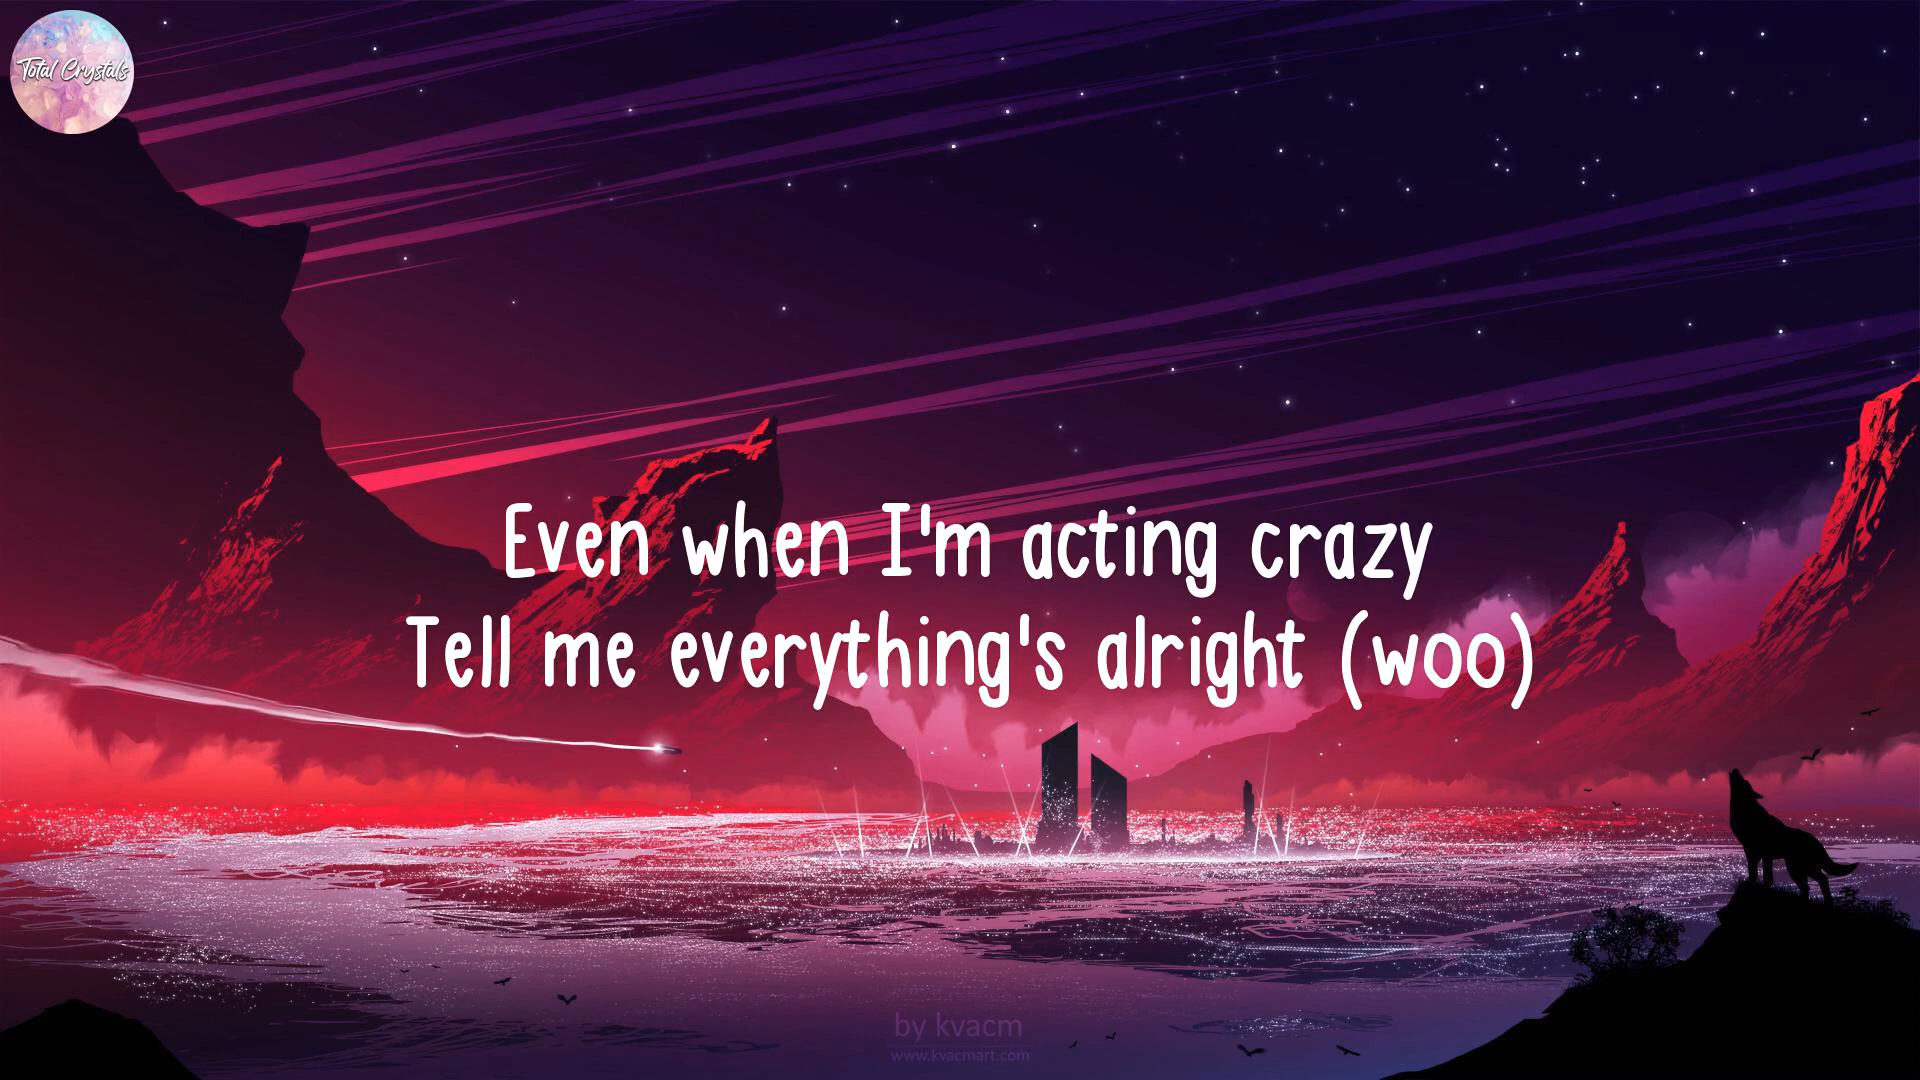 Total Crystals
Even when I'm acting crazy
Tell me everything's alright (woo)
by kvacm
www.kvacmart.com